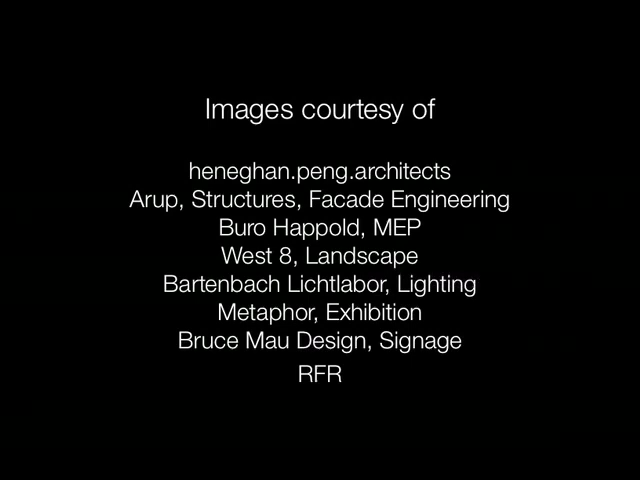 Images courtesy of
heneghan.peng.architects
Arup, Structures, Facade Engineering
Buro Happold, MEP
West 8, Landscape
Bartenbach Lichtlabor, Lighting
Metaphor, Exhibition
Bruce Mau Design, Signage
RFR